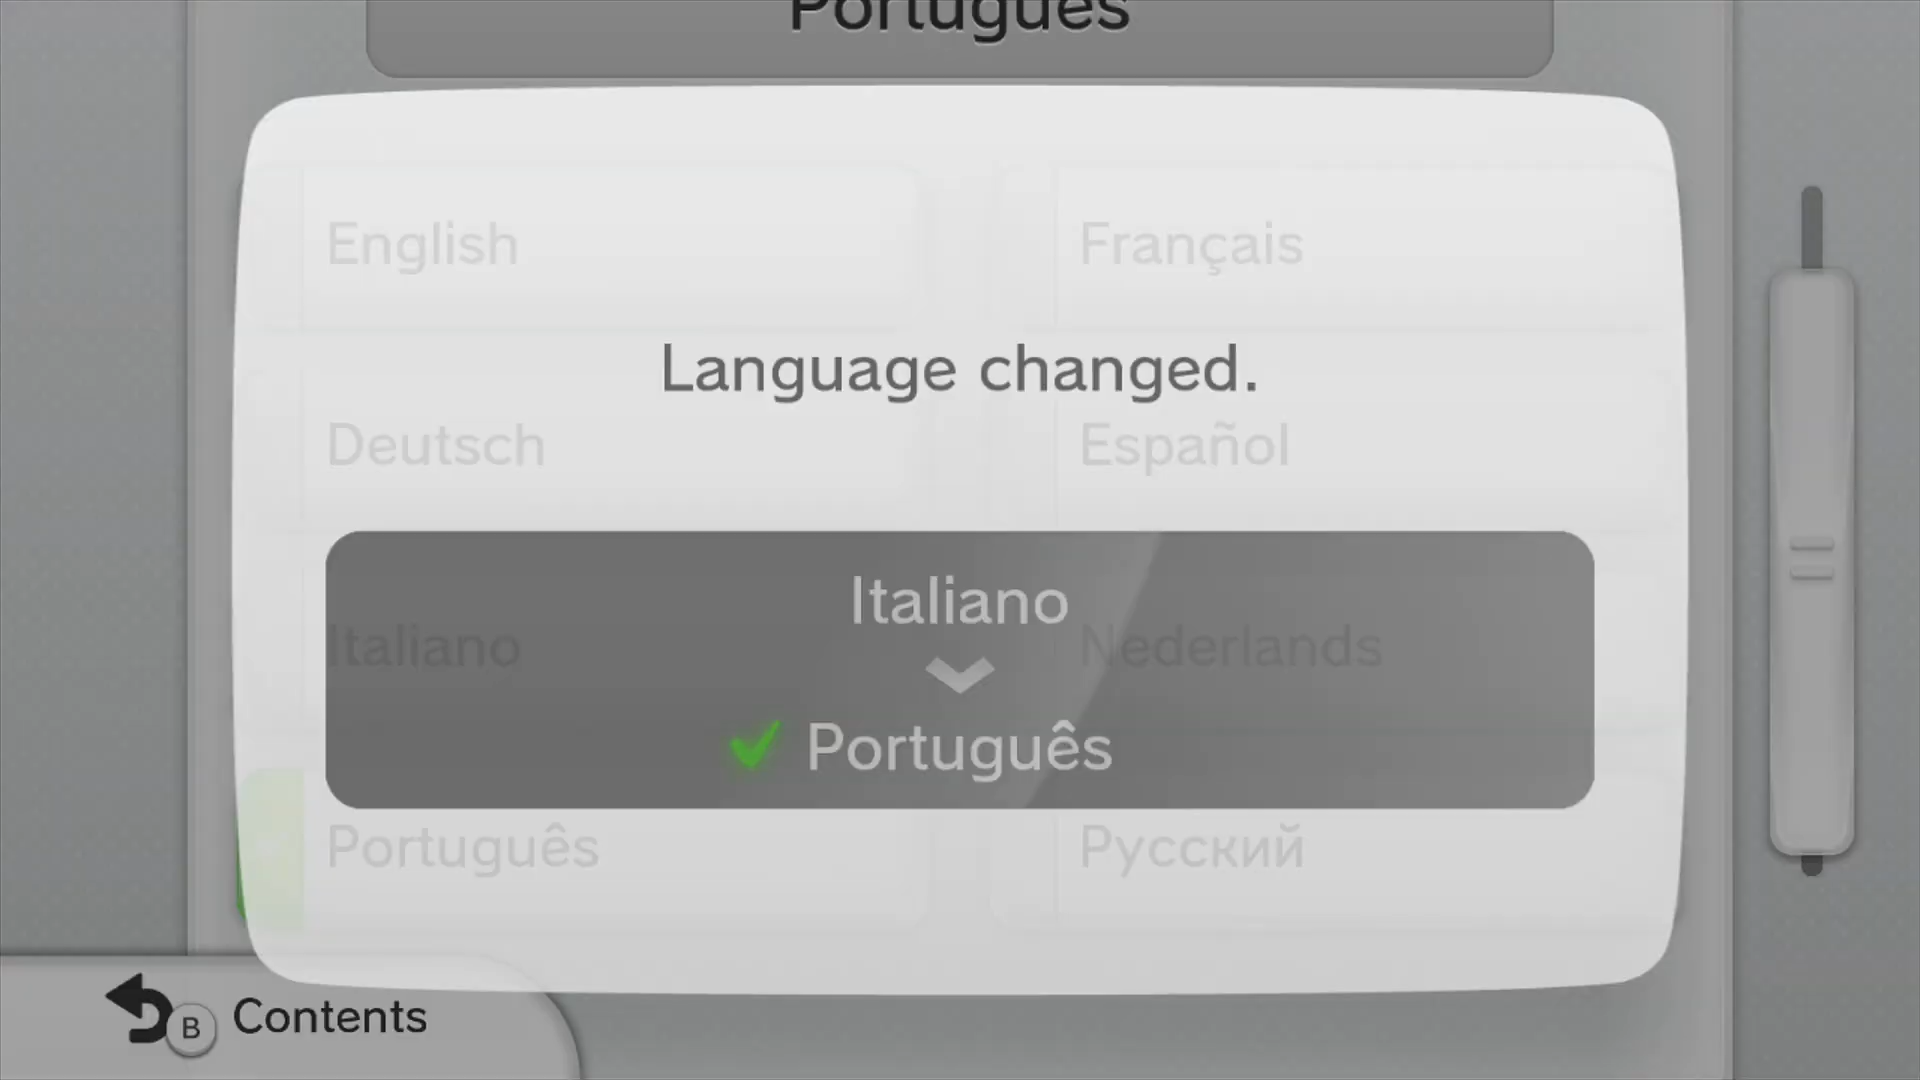 Português
English
Français
Language changed.
Deutsch
Español
Italiano
Italiano
Nederlands
Português
Português
Русский
B Contents